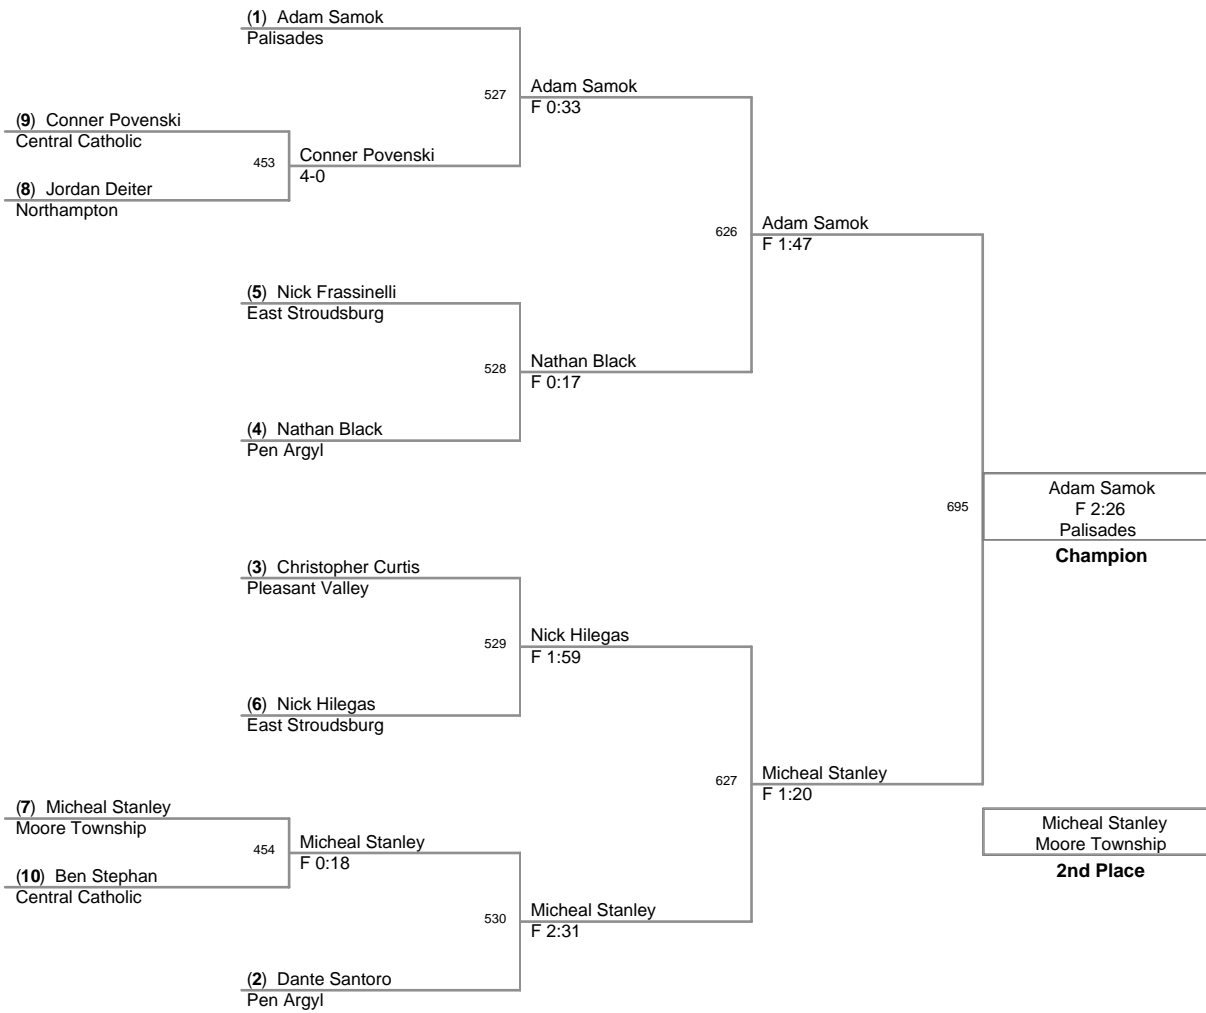 (1) Adam Samok
Palisades
527
Adam Samok
F 0:33
(9) Conner Povenski
Central Catholic
453
Conner Povenski
4-0
(8) Jordan Deiter
Northampton
626
Adam Samok
F 1:47
(5) Nick Frassinelli
East Stroudsburg
528
Nathan Black
F 0:17
(4) Nathan Black
Pen Argyl
695
Adam Samok
F 2:26
Palisades
Champion
(3) Christopher Curtis
Pleasant Valley
529
Nick Hilegas
F 1:59
(6) Nick Hilegas
East Stroudsburg
627
Micheal Stanley
F 1:20
(7) Micheal Stanley
Moore Township
454
Micheal Stanley
F 0:18
(10) Ben Stephan
Central Catholic
Micheal Stanley
Moore Township
2nd Place
530
Micheal Stanley
F 2:31
(2) Dante Santoro
Pen Argyl